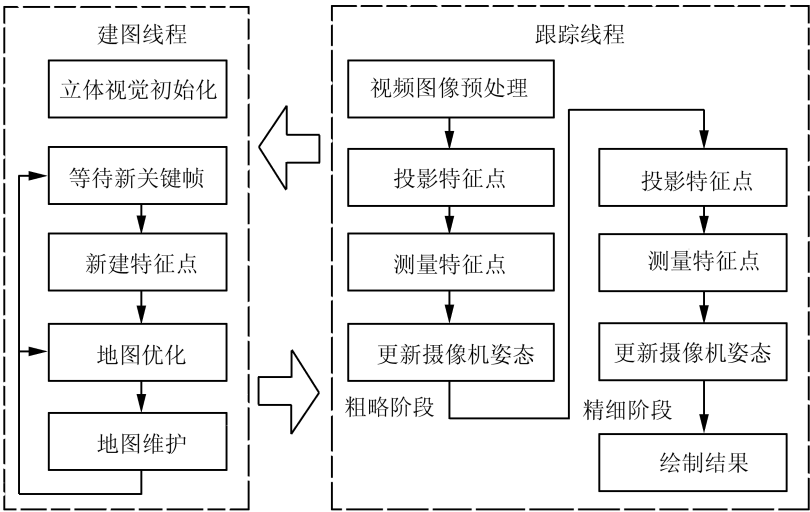 建图线程
立体视觉初始化
等待新关键帧
新建特征点
地图优化
地图维护
跟踪线程
视频图像预处理
投影特征点
测量特征点
更新摄像机姿态
粗略阶段
投影特征点
测量特征点
更新摄像机姿态
精细阶段
绘制结果